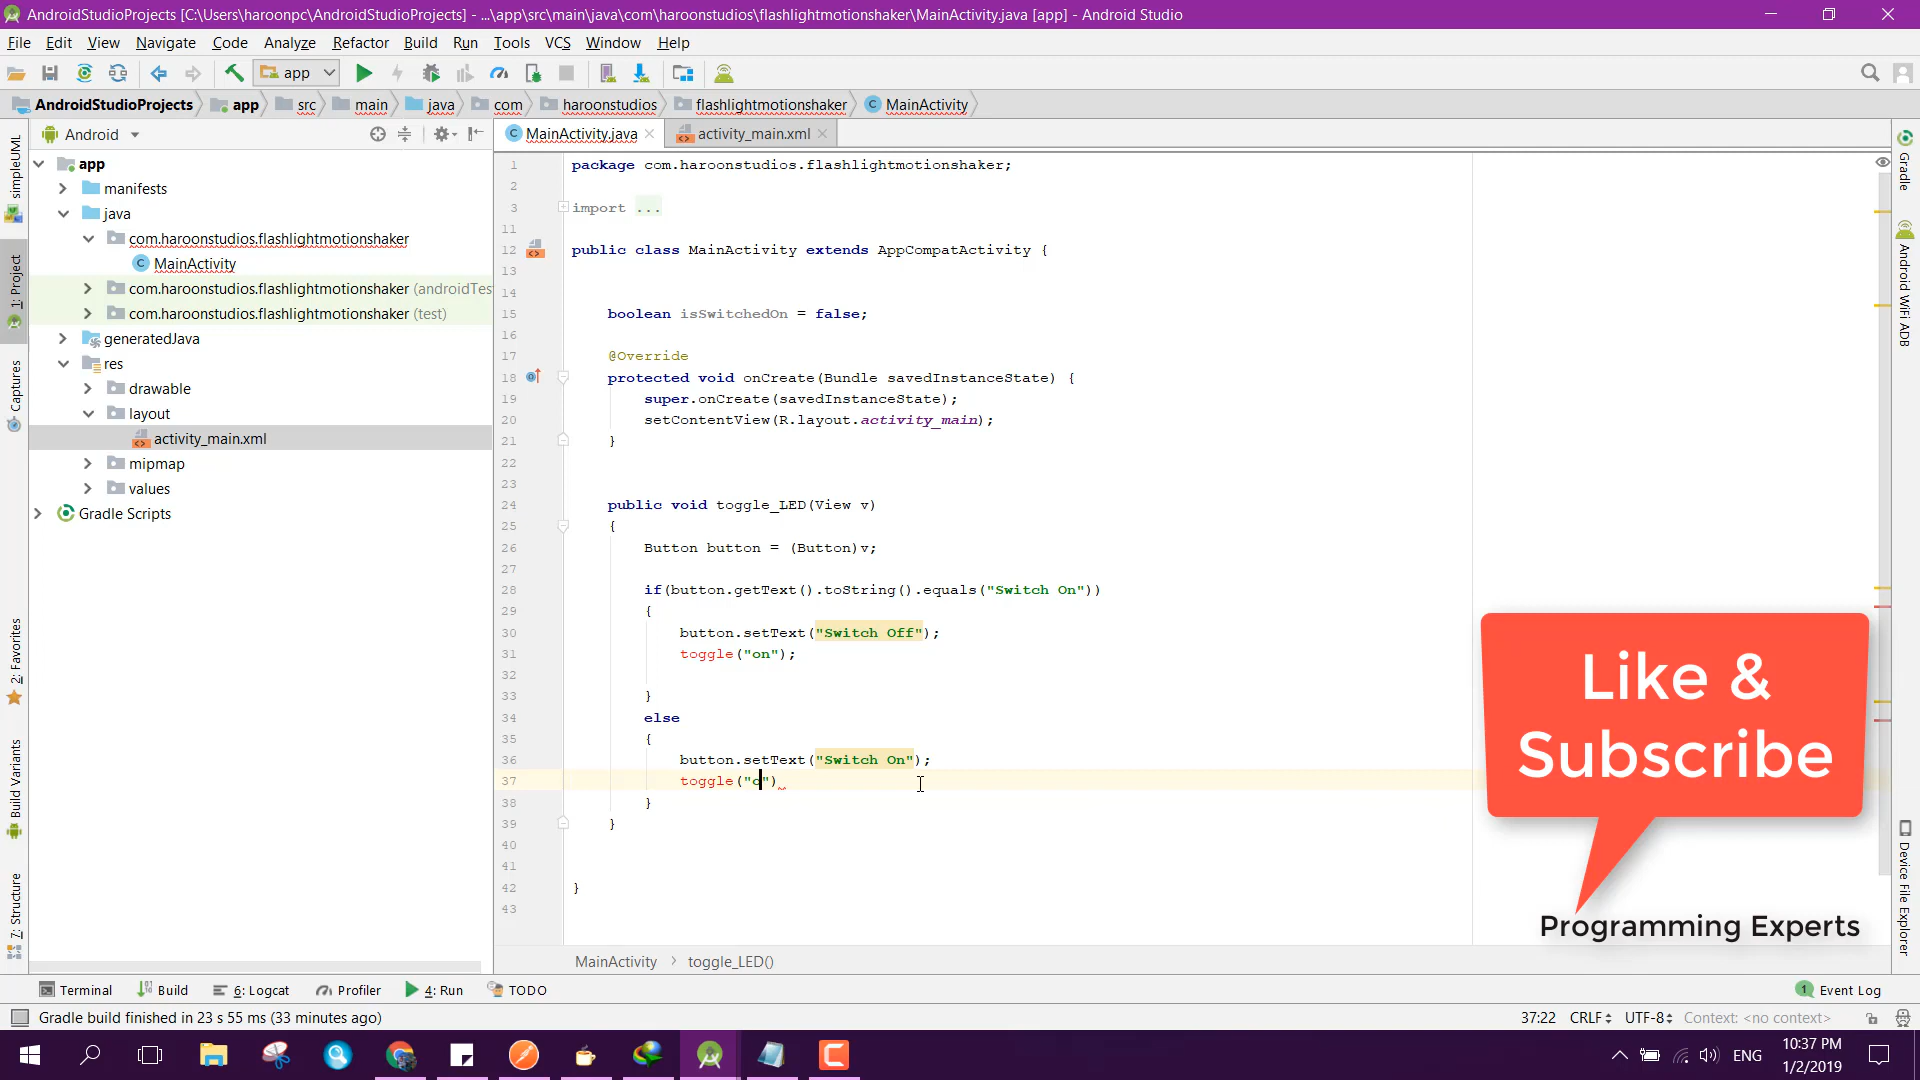 AndroidStudioProjects [C:\Users\haroonpc\AndroidStudioProjects] - ...\app\src\main\java\com\haroonstudios\flashlightmotionshaker\MainActivity.java [app] - Android Studio
File Edit View Navigate Code Analyze Refactor Build Run Tools VCS Window Help
app
AndroidStudioProjects app src main java com haroonstudios flashlightmotionshaker MainActivity
Android
MainActivity.java activity_main.xml
app
manifests
java
com.haroonstudios.flashlightmotionshaker
MainActivity
com.haroonstudios.flashlightmotionshaker (androidTes
com.haroonstudios.flashlightmotionshaker (test)
generatedJava
res
drawable
layout
activity_main.xml
mipmap
values
Gradle Scripts
simpleUML
1: Project
Captures
2: Favorites
Build Variants
7: Structure
1 package com.haroonstudios.flashlightmotionshaker;
2
3 import ...
11
12 public class MainActivity extends AppCompatActivity {
13
14
15 boolean isSwitchedOn = false;
16
17 @Override
18 protected void onCreate(Bundle savedInstanceState) {
19 super.onCreate(savedInstanceState);
20 setContentView(R.layout.activity_main);
21 }
22
23
24 public void toggle_LED(View v)
25 {
26 Button button = (Button)v;
27
28 if(button.getText().toString().equals("Switch On"))
29 {
30 button.setText("Switch Off");
31 toggle("on");
32
33 }
34 else
35 {
36 button.setText("Switch On");
37 toggle("o")
38 }
39 }
40
41
42 }
43
Like &
Subscribe
Programming Experts
Gradle
Android WiFi ADB
Device File Explorer
MainActivity toggle_LED()
Terminal Build 6: Logcat Profiler 4: Run TODO 1 Event Log
Gradle build finished in 23 s 55 ms (33 minutes ago) 37:22 CRLF UTF-8 Context: <no context>
ENG
10:37 PM
1/2/2019